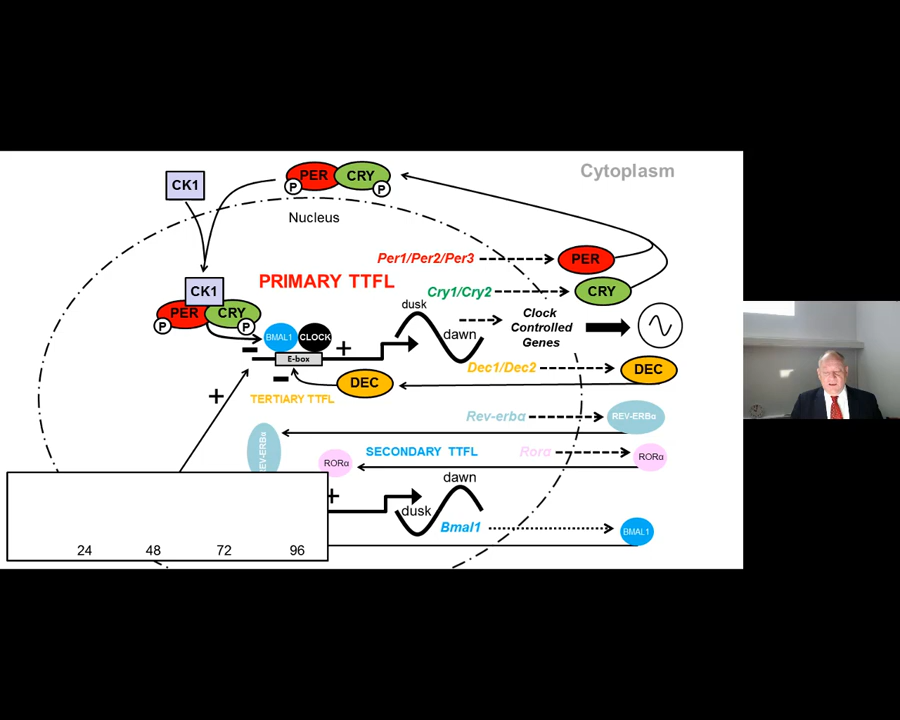 Cytoplasm
CK1
PER CRY
P
P
Nucleus
Per1/Per2/Per3
PER
PRIMARY TTFL
CK1
Cry1/Cry2
CRY
PER CRY
P
P
dusk
Clock
Controlled
Genes
dawn
BMAL1 CLOCK
-
+
E-box
-
DEC
Dec1/Dec2
DEC
+
TERTIARY TTFL
Rev-erbα
REV-ERBα
REV-ERBα
SECONDARY TTFL
Rorα
RORα
RORα
dawn
+
dusk
Bmal1
BMAL1
24 48 72 96